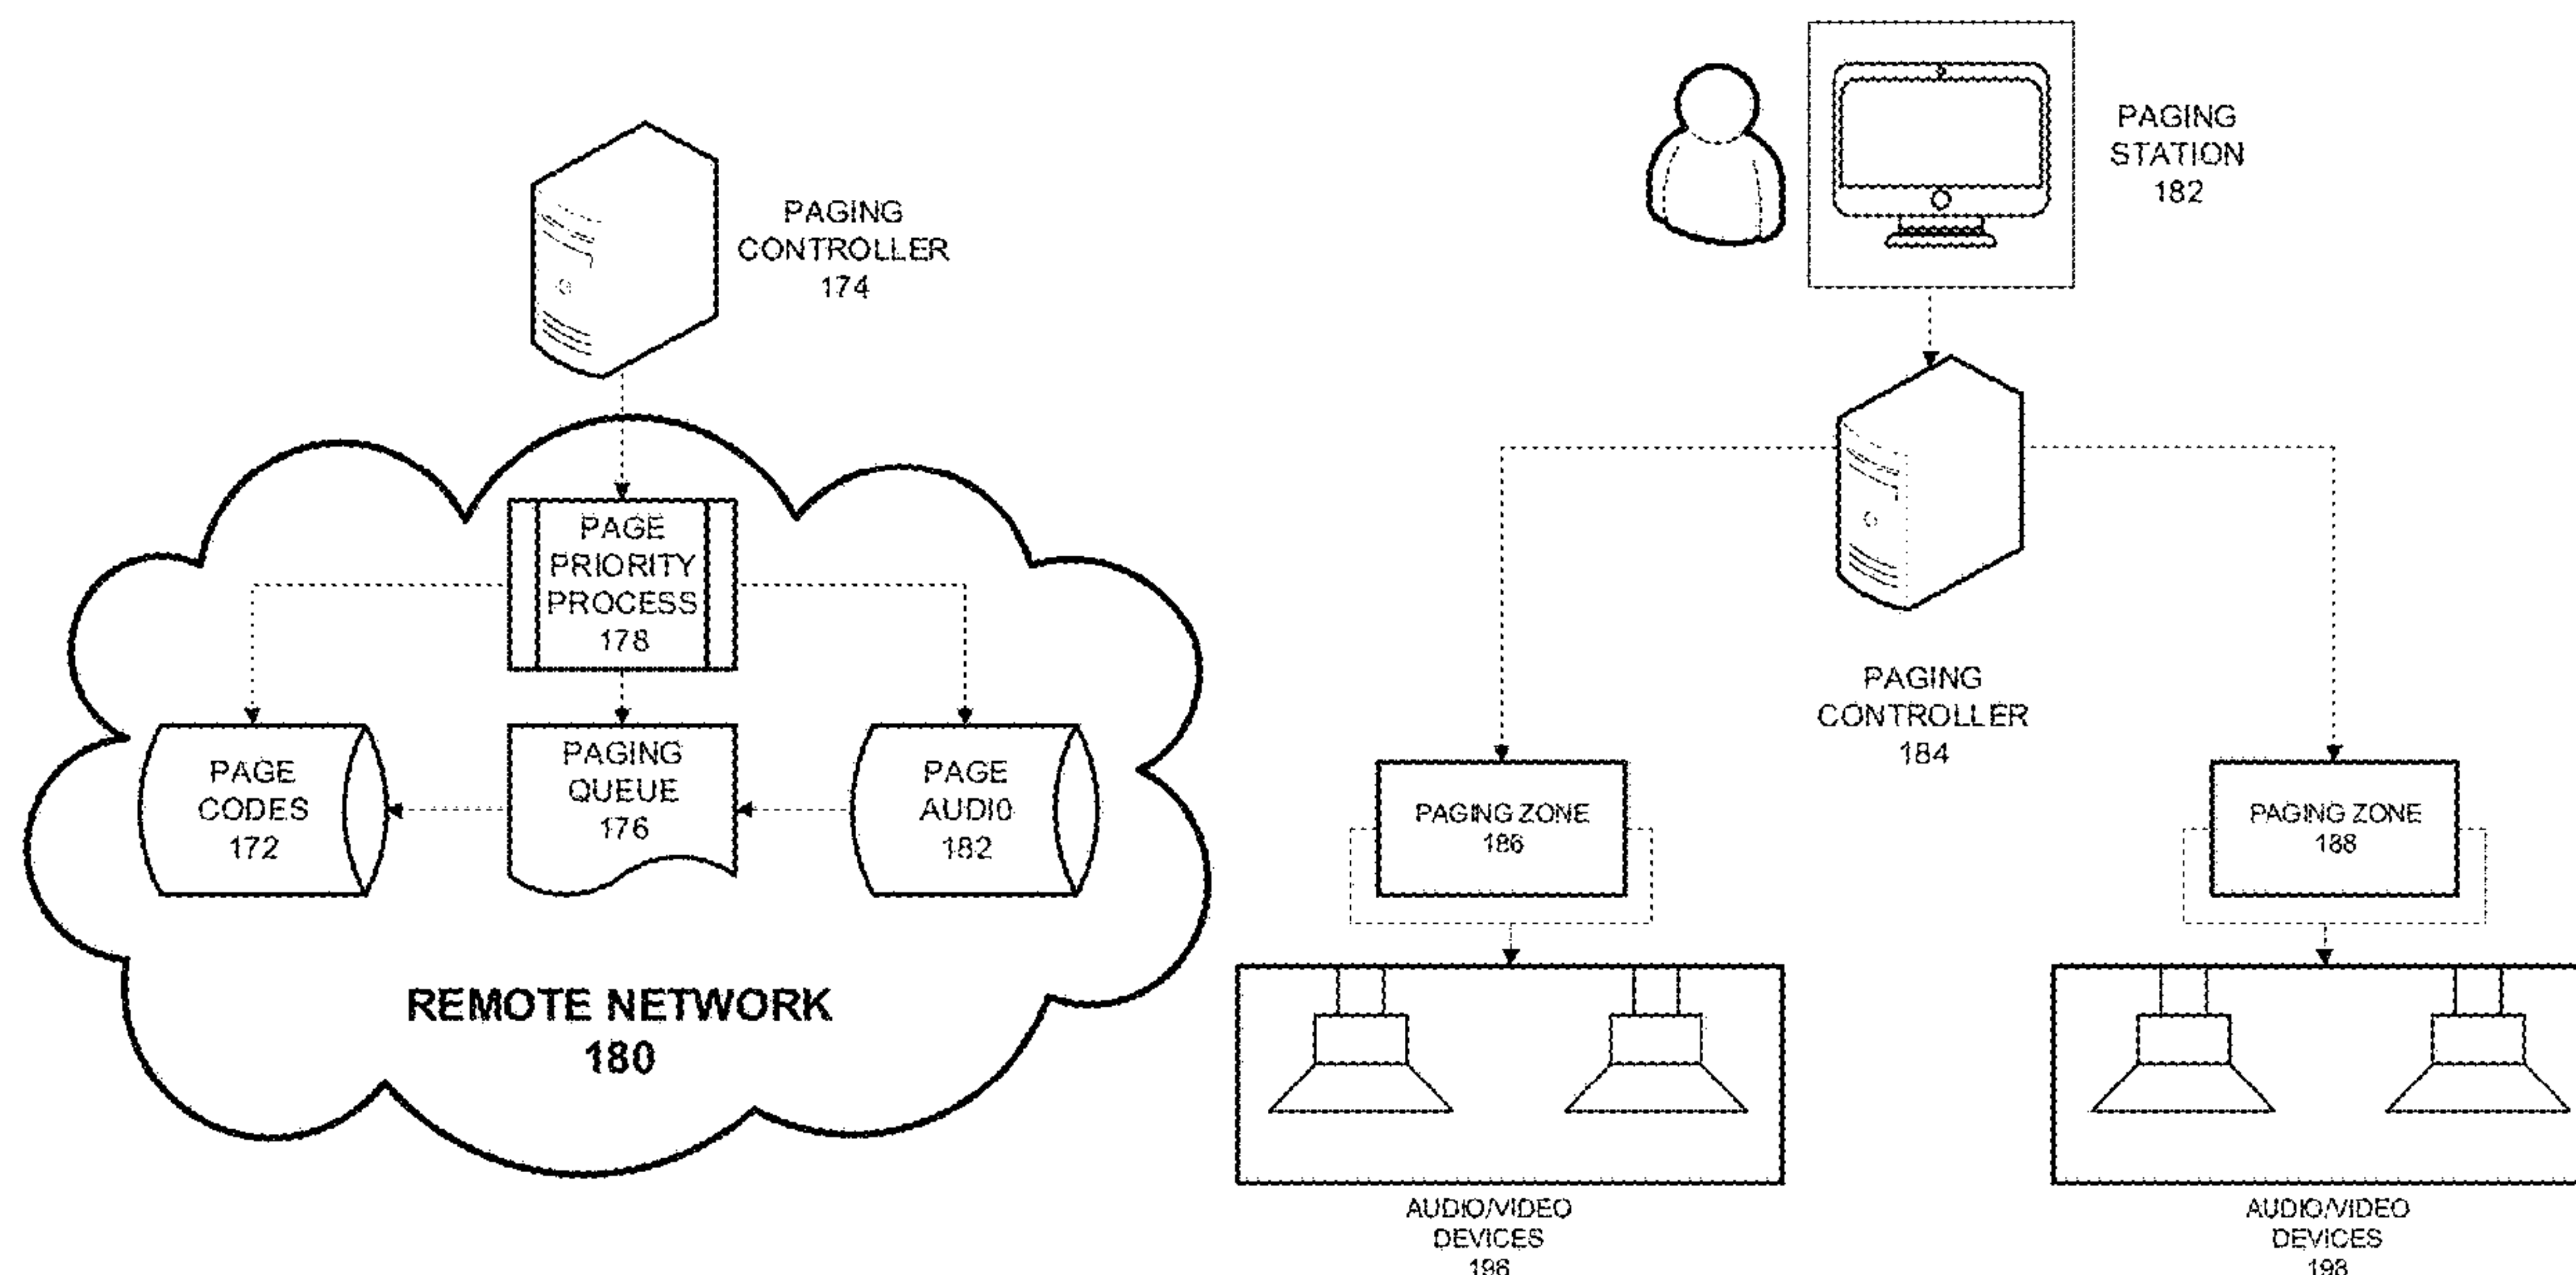 PAGING
CONTROLLER
174
PAGE
PRIORITY
PROCESS
178
PAGE
CODES
172
PAGING
QUEUE
176
PAGE
AUDIO
182
REMOTE NETWORK
180
PAGING
STATION
182
PAGING
CONTROLLER
184
PAGING ZONE
186
PAGING ZONE
188
AUDIO/VIDEO
DEVICES
AUDIO/VIDEO
DEVICES